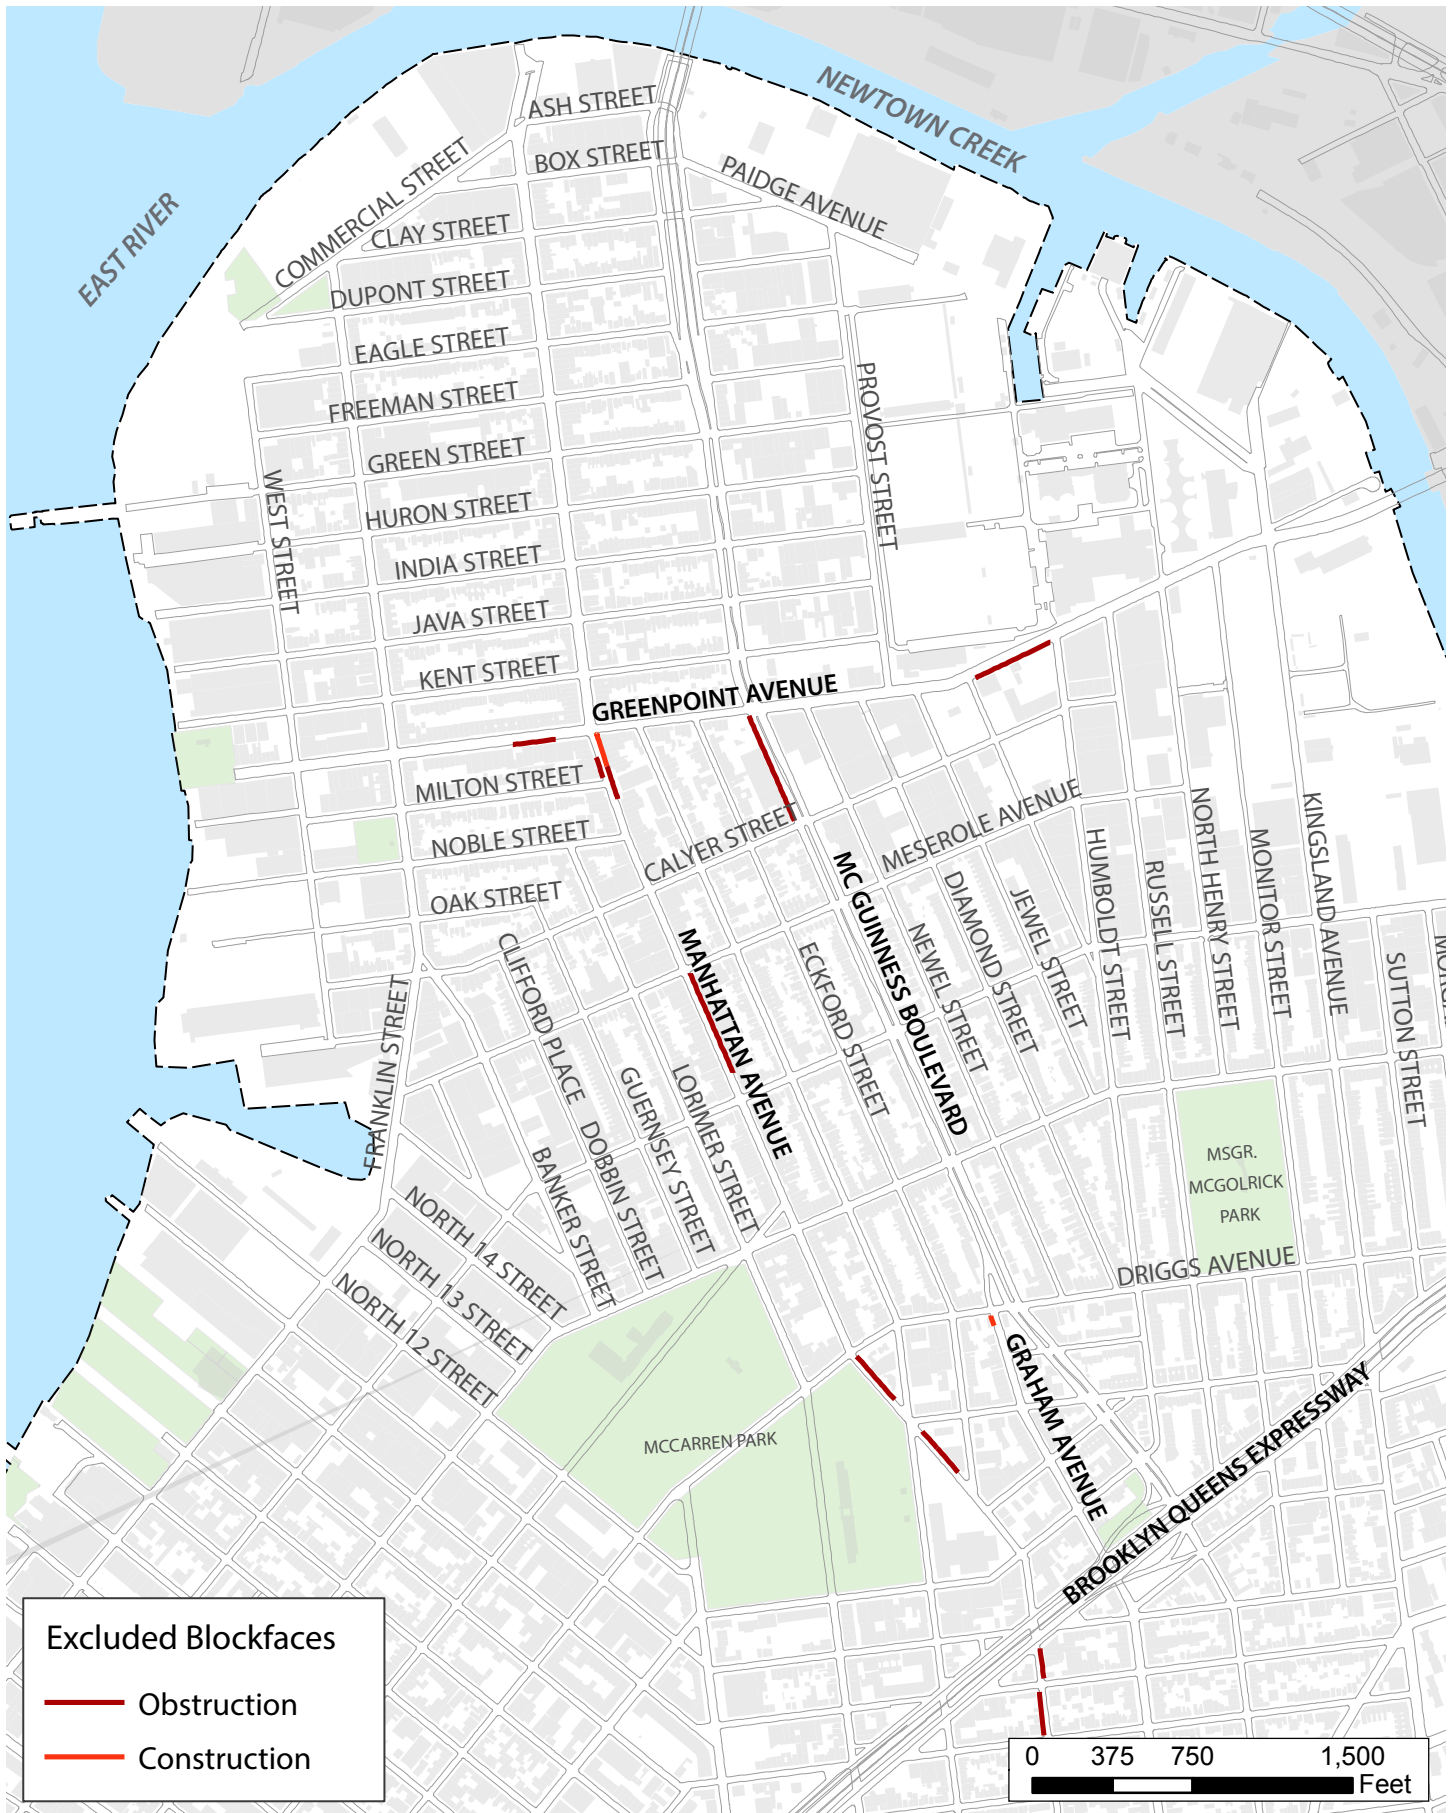 ASH STREET
NEWTOWN CREEK
BOX STREET
COMMERCIAL STREET
PAIDGE AVENUE
EAST RIVER
CLAY STREET
DUPONT STREET
EAGLE STREET
FREEMAN STREET
PROVOST STREET
GREEN STREET
WEST STREET
HURON STREET
INDIA STREET
JAVA STREET
KENT STREET
GREENPOINT AVENUE
MILTON STREET
NOBLE STREET
CALYER STREET
MESEROLE AVENUE
OAK STREET
MC GUINNESS BOULEVARD
HUMBOLDT STREET
RUSSELL STREET
NORTH HENRY STREET
MONITOR STREET
KINGSLAND AVENUE
DIAMOND STREET
JEWEL STREET
NEWEL STREET
ECKFORD STREET
MANHATTAN AVENUE
CLIFFORD PLACE
SUTTON STREET
FRANKLIN STREET
LORIMER STREET
GUERNSEY STREET
DOBBIN STREET
BANKER STREET
MSGR.
MCGOLRICK
PARK
NORTH 14 STREET
NORTH 13 STREET
NORTH 12 STREET
DRIGGS AVENUE
GRAHAM AVENUE
MCCARREN PARK
BROOKLYN QUEENS EXPRESSWAY
Excluded Blockfaces
Obstruction
Construction
0 375 750 1,500
Feet